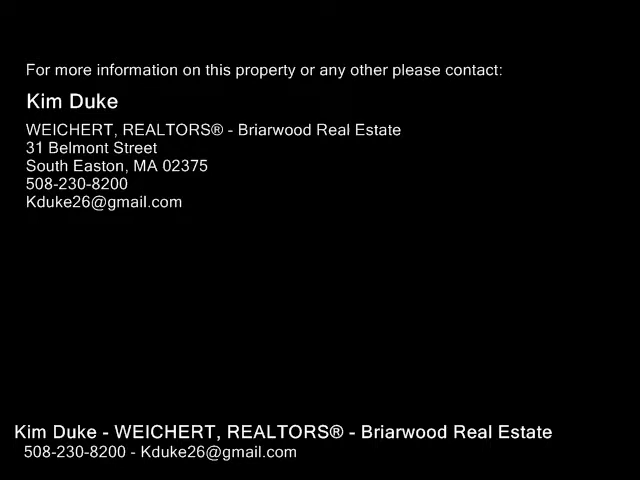 For more information on this property or any other please contact:
Kim Duke
WEICHERT, REALTORS® - Briarwood Real Estate
31 Belmont Street
South Easton, MA 02375
508-230-8200
Kduke26@gmail.com
Kim Duke - WEICHERT, REALTORS® - Briarwood Real Estate
508-230-8200 - Kduke26@gmail.com